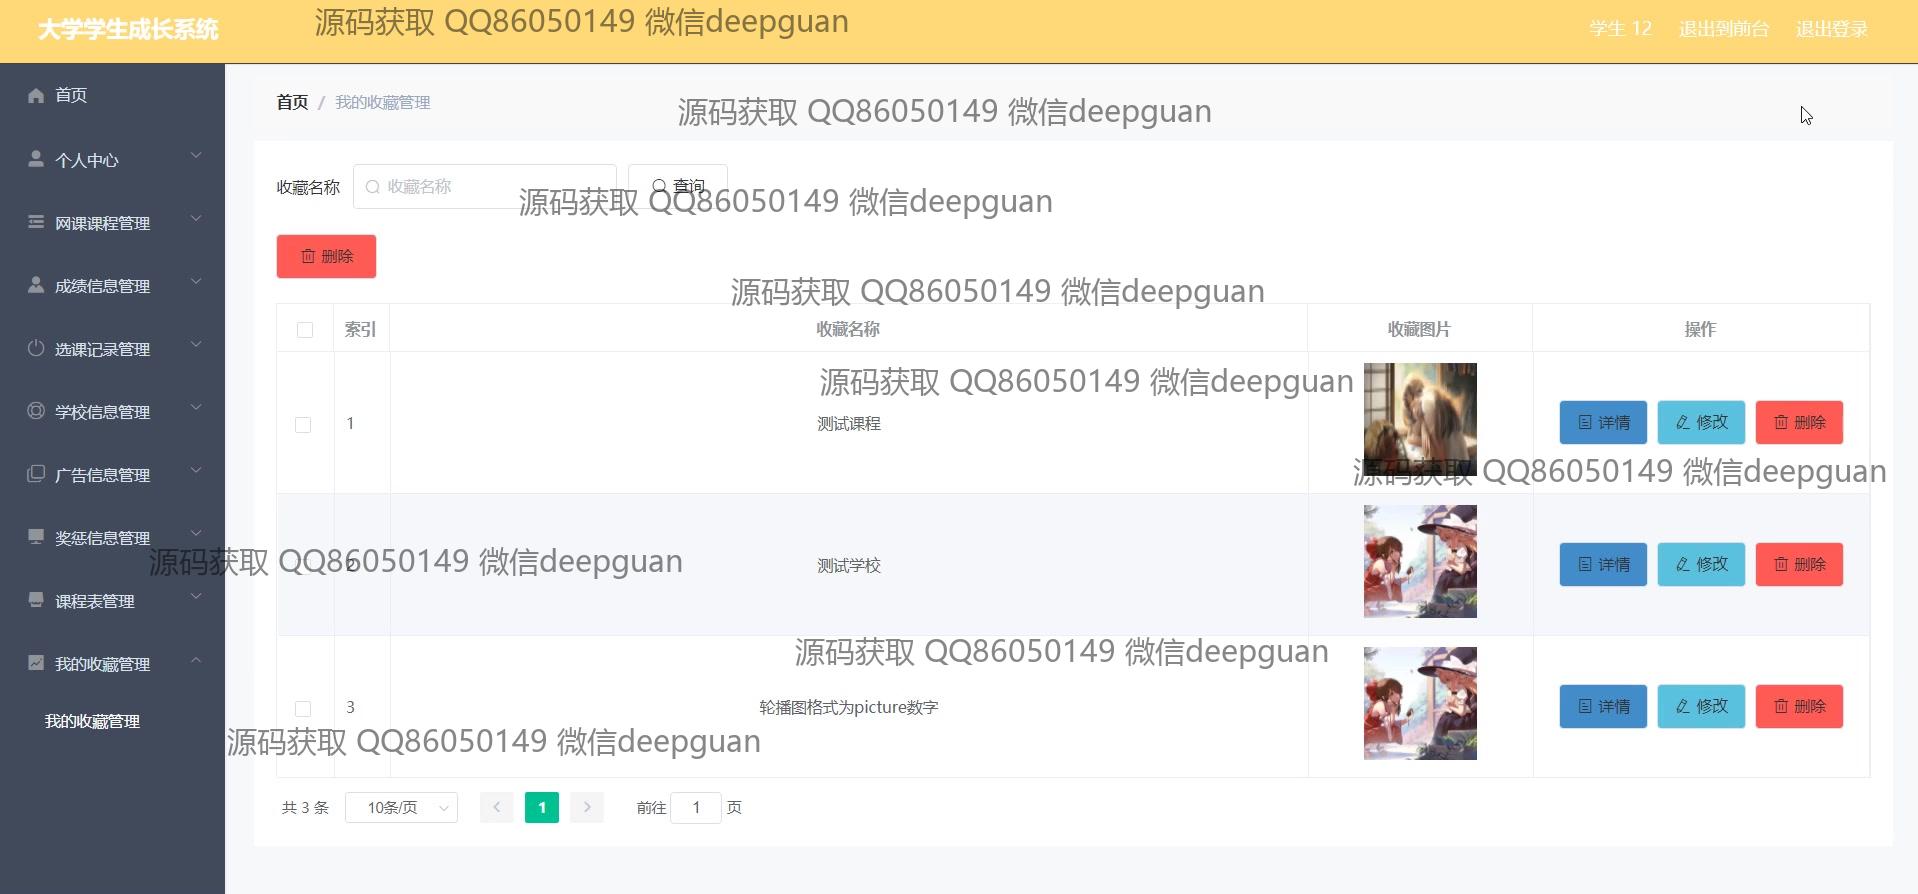 大学学生成长系统
源码获取 QQ86050149 微信deepguan
学生 12
退出到前台
退出登录
首页
个人中心
网课课程管理
成绩信息管理
选课记录管理
学校信息管理
广告信息管理
奖惩信息管理
课程表管理
我的收藏管理
我的收藏管理
首页 / 我的收藏管理
源码获取 QQ86050149 微信deepguan
收藏名称
收藏名称
查询
源码获取 QQ86050149 微信deepguan
删除
源码获取 QQ86050149 微信deepguan
索引
收藏名称
收藏图片
操作
源码获取 QQ86050149 微信deepguan
1
测试课程
详情
修改
删除
源码获取 QQ86050149 微信deepguan
源码获取 QQ86050149 微信deepguan
2
测试学校
详情
修改
删除
源码获取 QQ86050149 微信deepguan
3
轮播图格式为picture数字
详情
修改
删除
源码获取 QQ86050149 微信deepguan
共 3 条
10条/页
1
前往 1 页